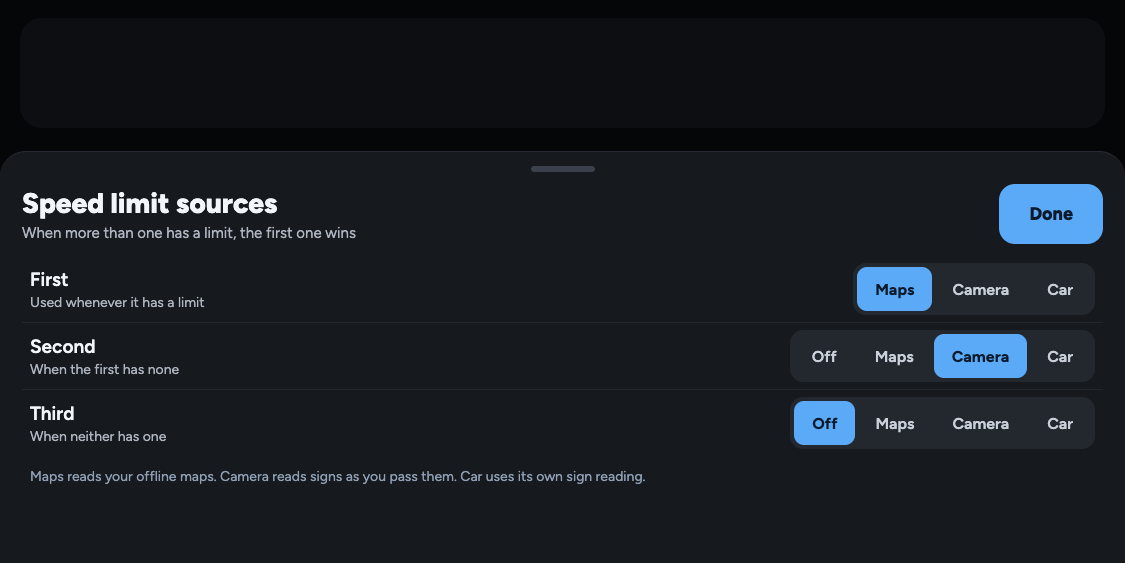 Speed limit sources
When more than one has a limit, the first one wins
Done
First
Used whenever it has a limit
Maps Camera Car
Second
When the first has none
Off Maps Camera Car
Third
When neither has one
Off Maps Camera Car
Maps reads your offline maps. Camera reads signs as you pass them. Car uses its own sign reading.